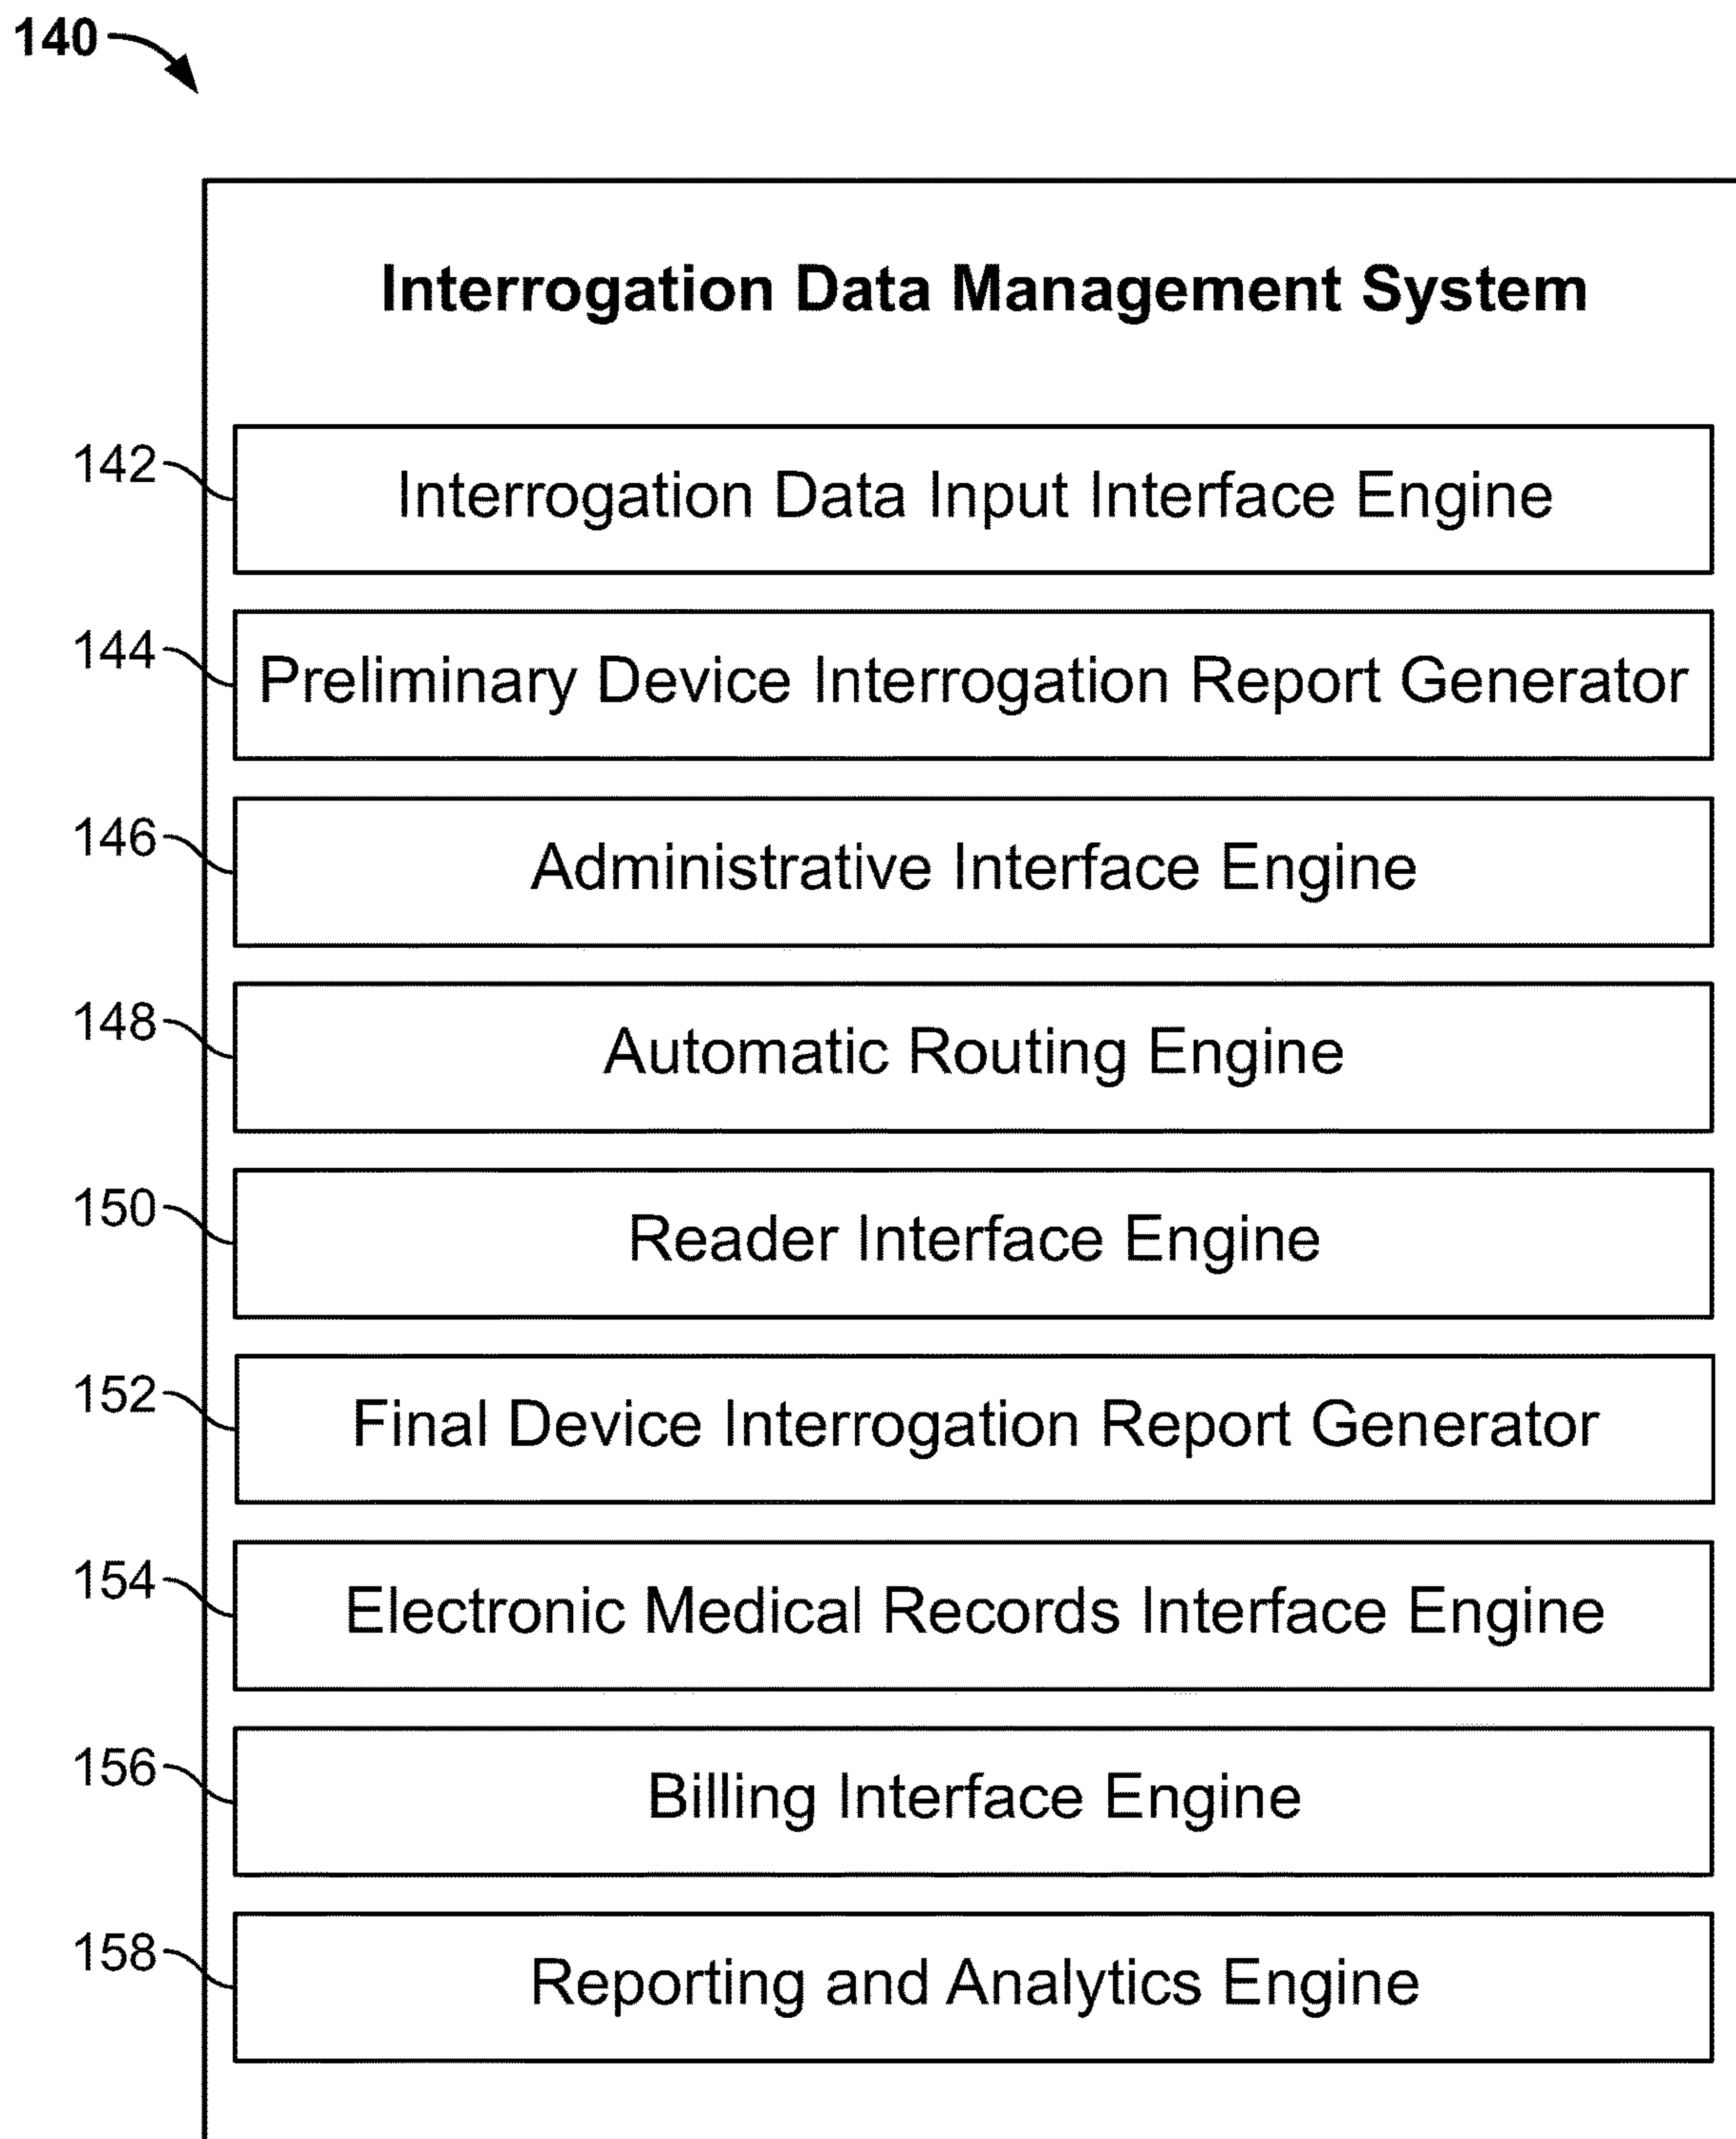 140
Interrogation Data Management System
142 Interrogation Data Input Interface Engine
144 Preliminary Device Interrogation Report Generator
146 Administrative Interface Engine
148 Automatic Routing Engine
150 Reader Interface Engine
152 Final Device Interrogation Report Generator
154 Electronic Medical Records Interface Engine
156 Billing Interface Engine
158 Reporting and Analytics Engine